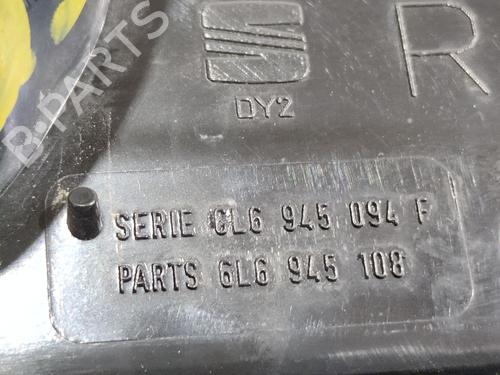 B-PARTS
R
DY2
SERIE 6L6 945 094 F
PARTS 6L6 945 108